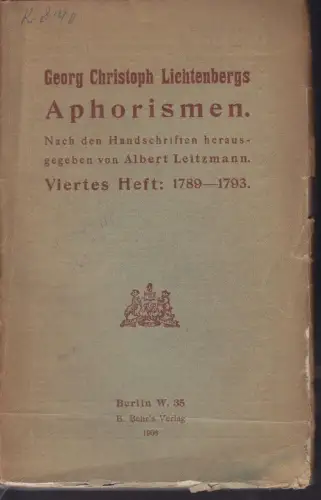 Georg Christoph Lichtenbergs
Aphorismen.
Nach den Handschriften heraus-
gegeben von Albert Leitzmann.
Viertes Heft: 1789—1793.
Berlin W. 35
B. Behr's Verlag